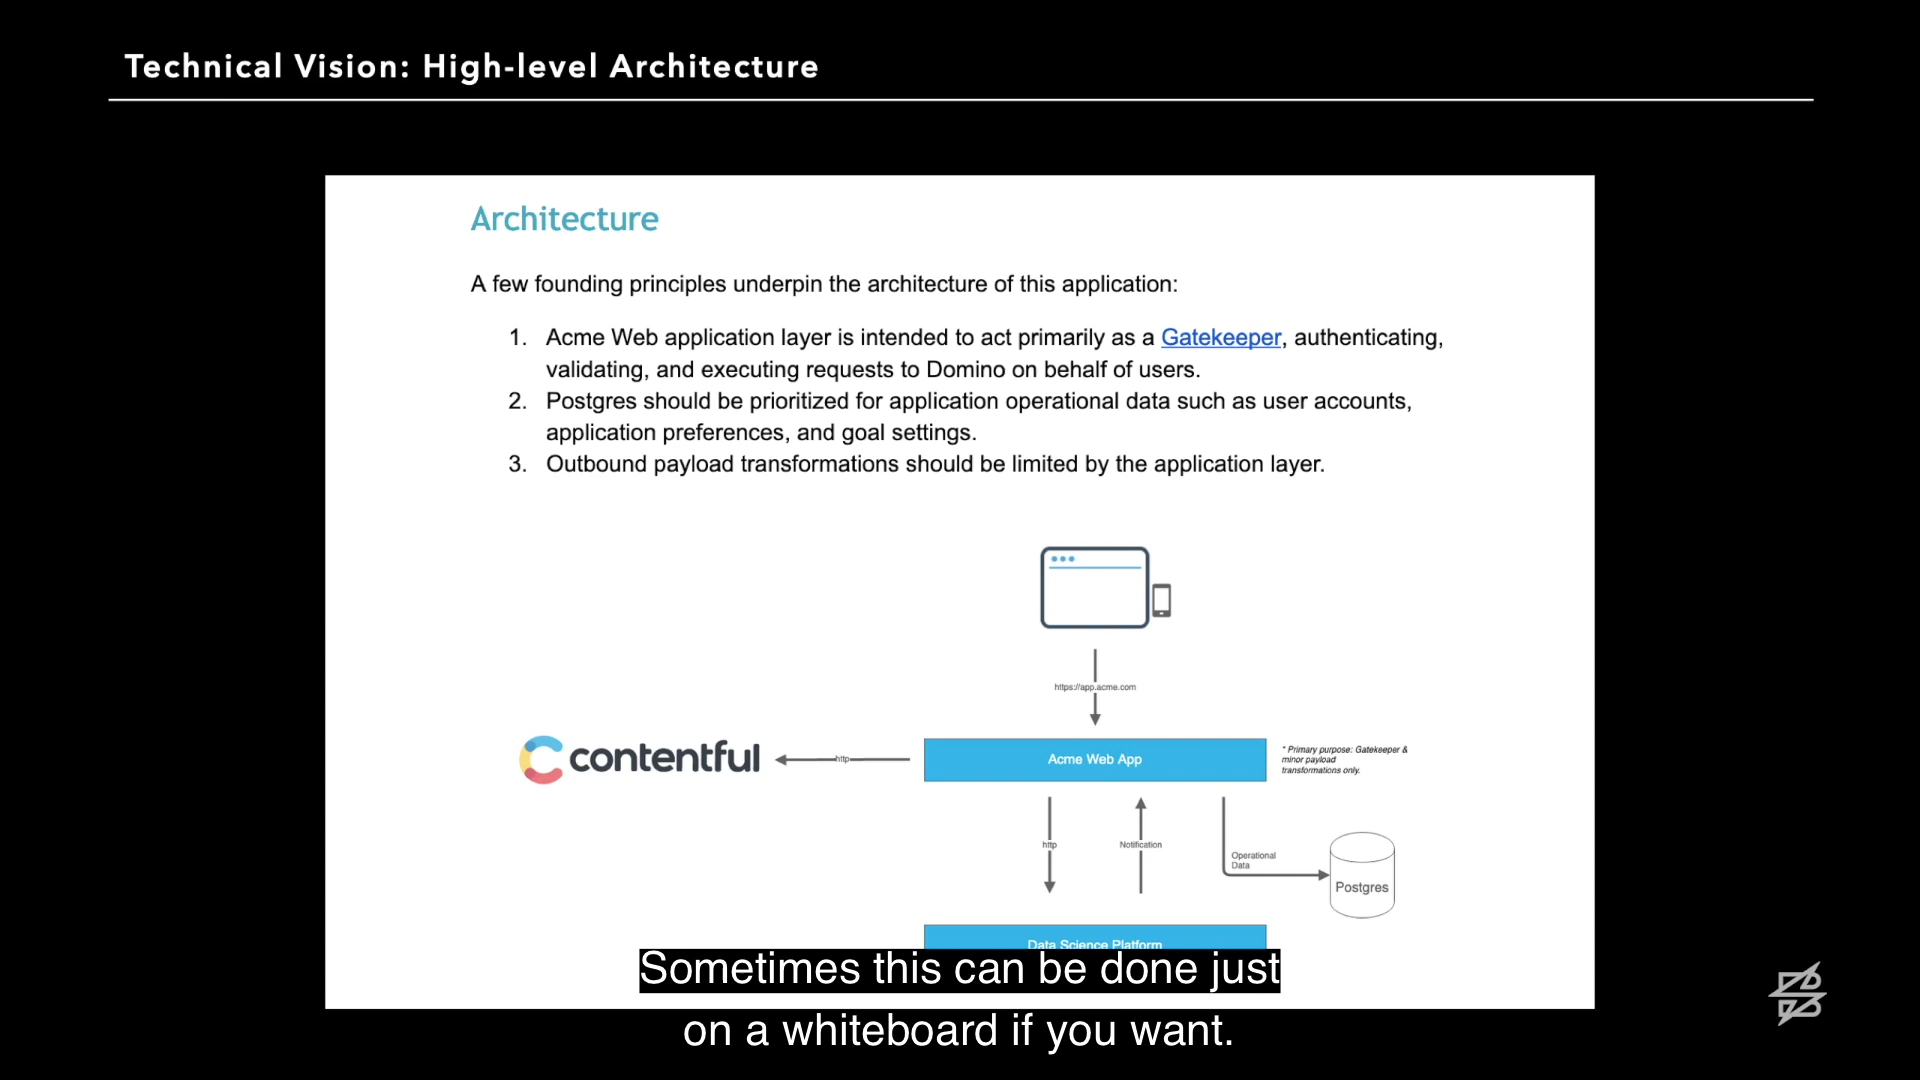 Technical Vision: High-level Architecture
Architecture
A few founding principles underpin the architecture of this application:
1. Acme Web application layer is intended to act primarily as a Gatekeeper, authenticating,
validating, and executing requests to Domino on behalf of users.
2. Postgres should be prioritized for application operational data such as user accounts,
application preferences, and goal settings.
3. Outbound payload transformations should be limited by the application layer.
https://app.acme.com
contentful
http
Acme Web App
* Primary purpose: Gatekeeper &
minor payload
transformations only.
http
Notification
Operational
Data
Postgres
Data Science Platform
Sometimes this can be done just
on a whiteboard if you want.